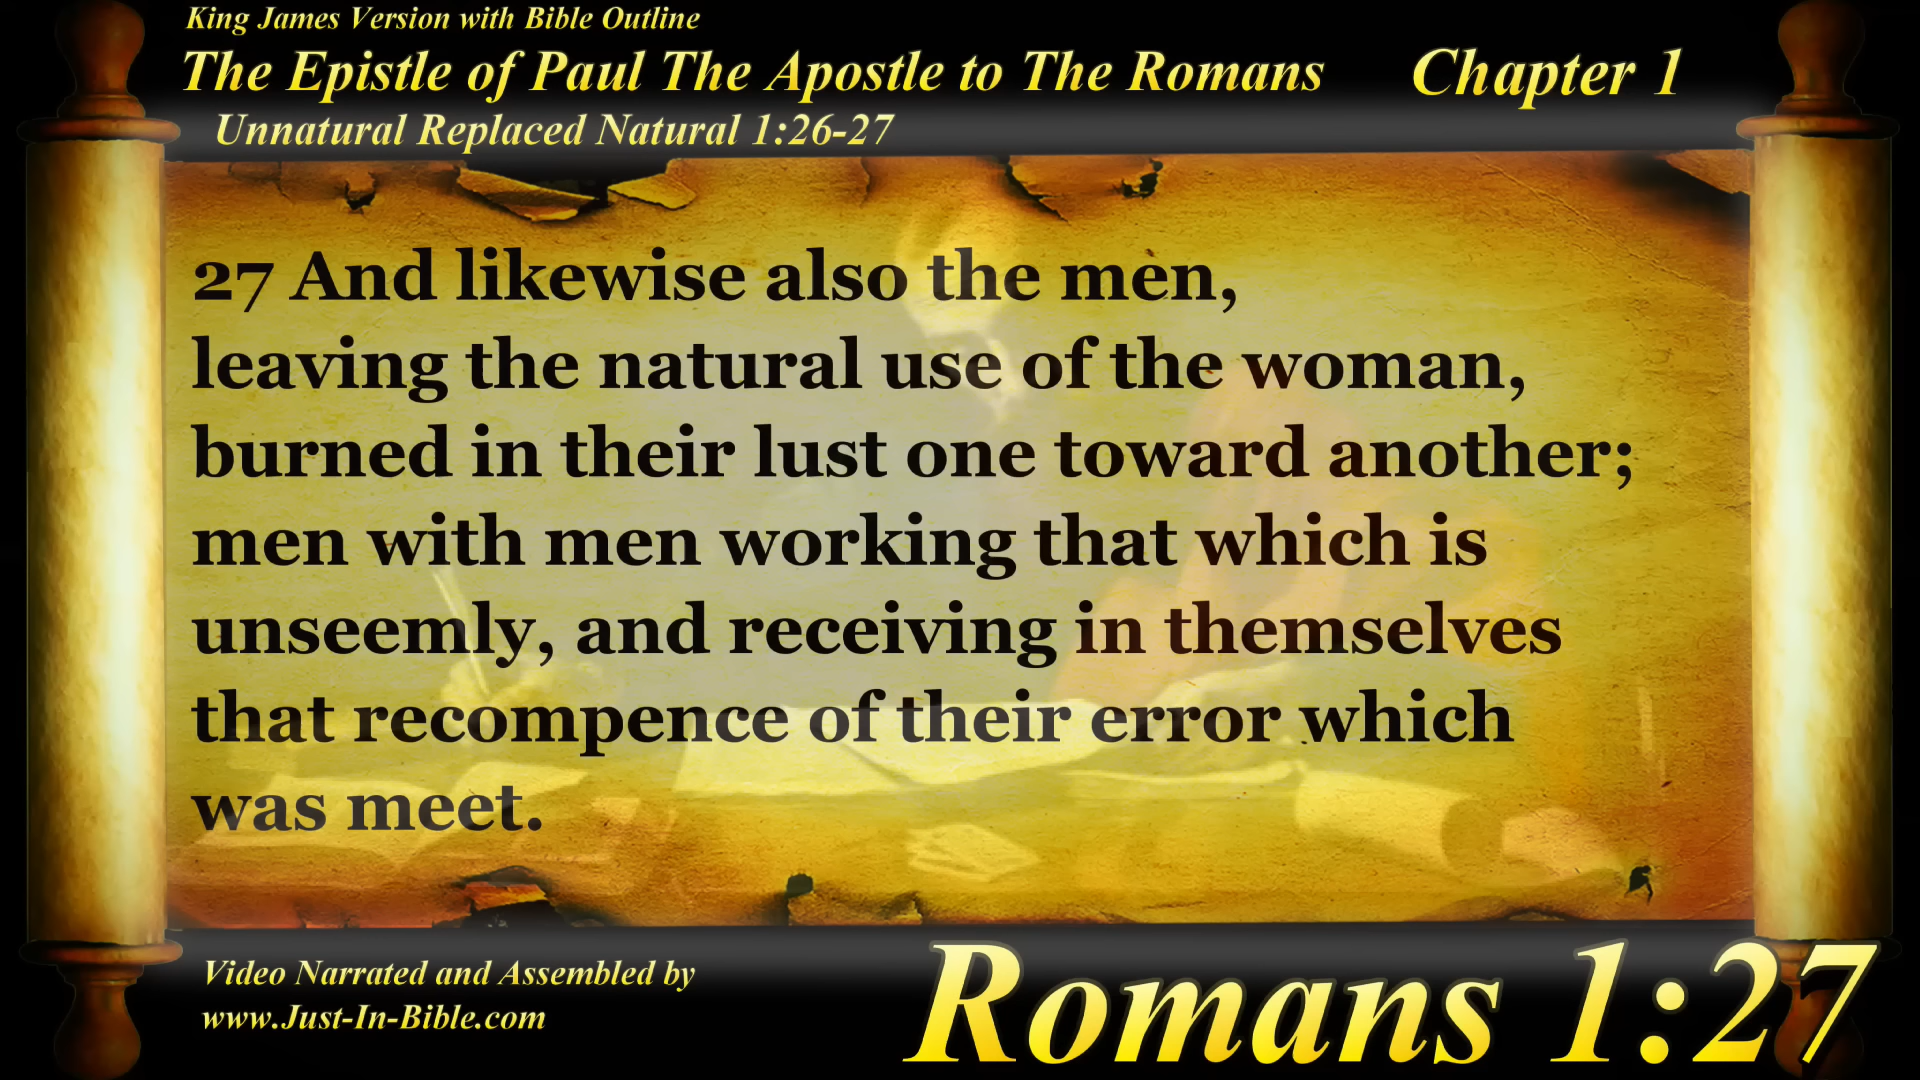 King James Version with Bible Outline
The Epistle of Paul The Apostle to The Romans Chapter 1
Unnatural Replaced Natural 1:26-27
27 And likewise also the men,
leaving the natural use of the woman,
burned in their lust one toward another;
men with men working that which is
unseemly, and receiving in themselves
that recompence of their error which
was meet.
Video Narrated and Assembled by
www.Just-In-Bible.com
Romans 1:27